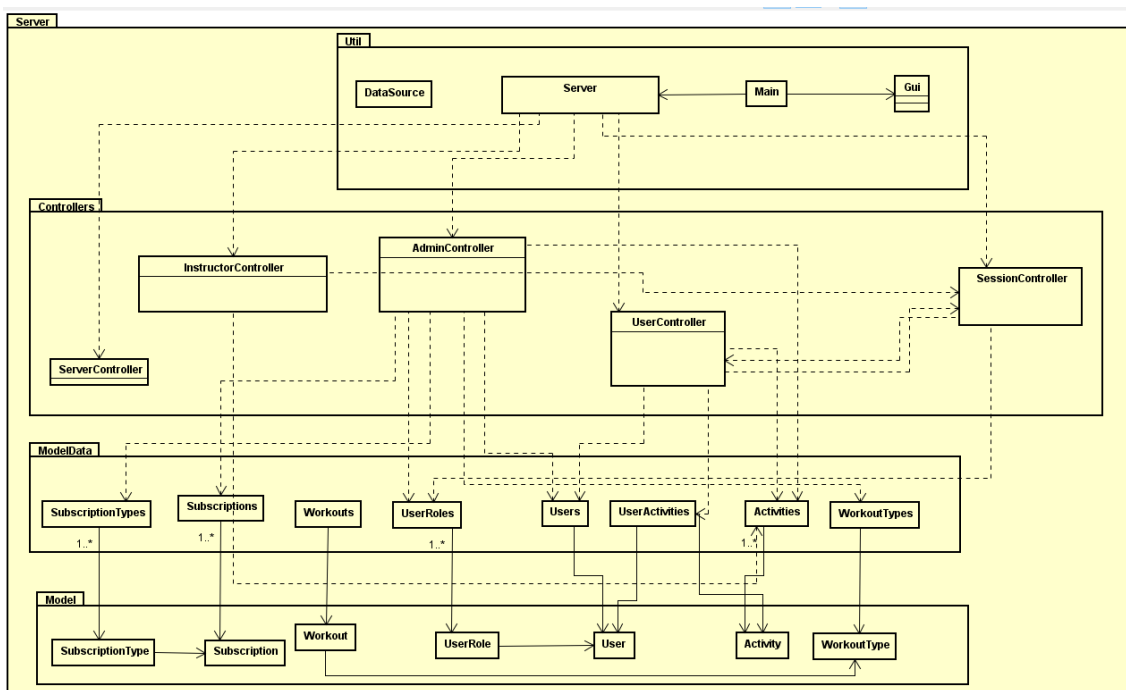 Server
Util
DataSource
Server
Main
Gui
Controllers
InstructorController
AdminController
SessionController
UserController
ServerController
ModelData
SubscriptionTypes
Subscriptions
Workouts
UserRoles
Users
UserActivities
Activities
WorkoutTypes
1..*
1..*
1..*
1..*
Model
SubscriptionType
Subscription
Workout
UserRole
User
Activity
WorkoutType